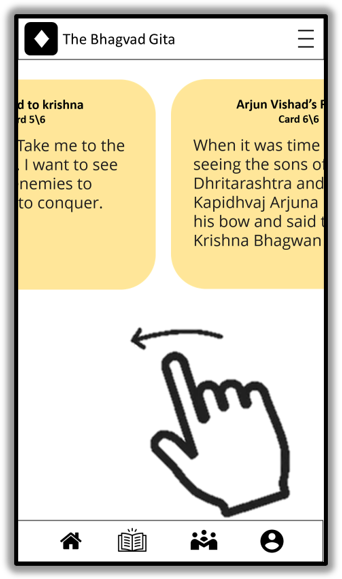 The Bhagvad Gita
d to krishna
rd 5\6
Take me to the
. I want to see
nemies to
to conquer.
Arjun Vishad's
Card 6\6
When it was time
seeing the sons of
Dhritarashtra and
Kapidhvaj Arjuna
his bow and said
Krishna Bhagwan